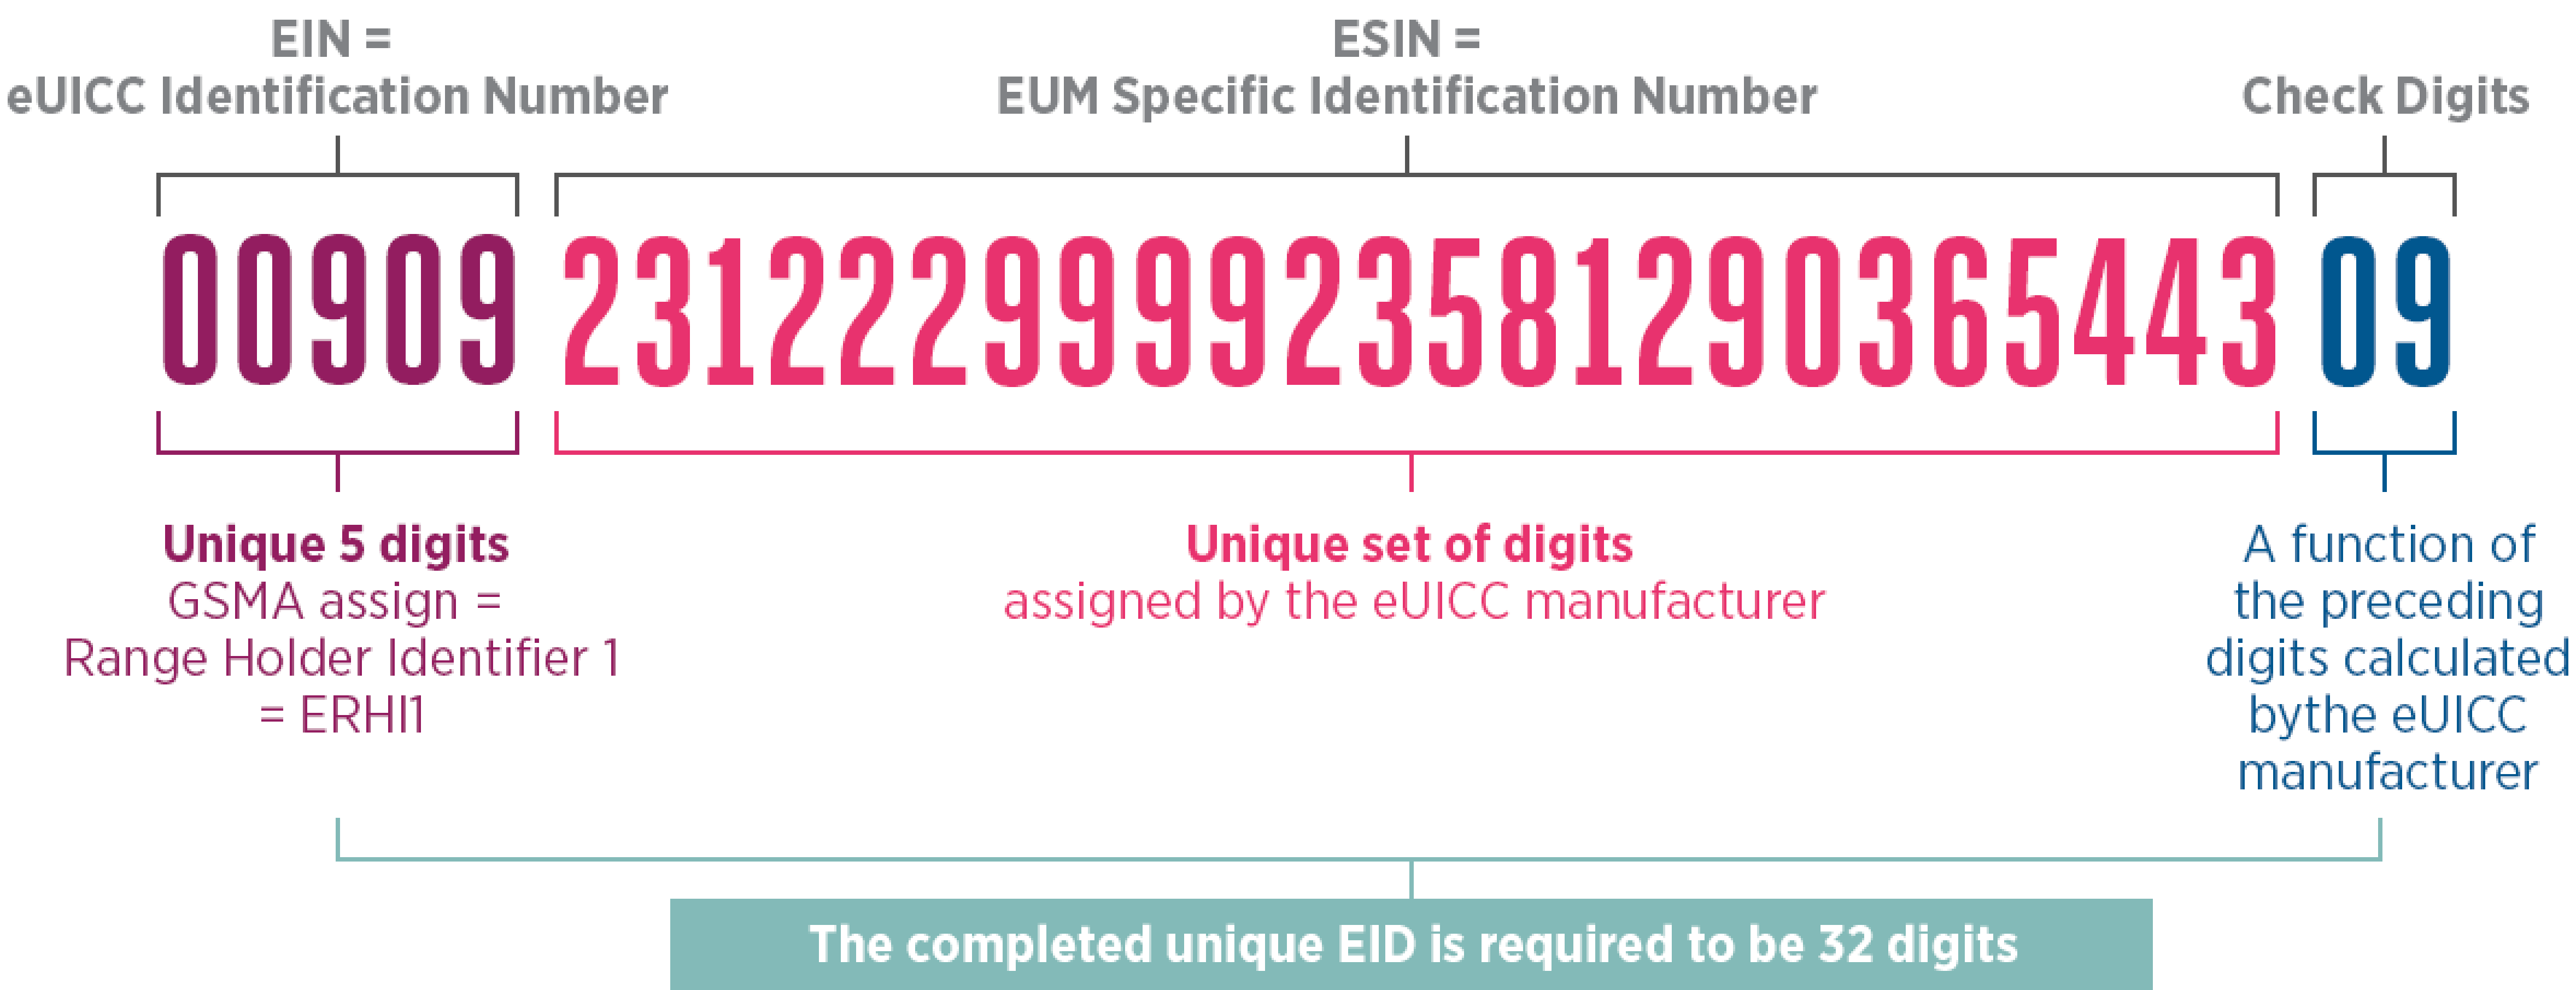 EIN =
eUICC Identification Number
ESIN =
EUM Specific Identification Number
Check Digits
00909 231222999923581290365443 09
Unique 5 digits
GSMA assign =
Range Holder Identifier 1
= ERHI1
Unique set of digits
assigned by the eUICC manufacturer
A function of
the preceding
digits calculated
bythe eUICC
manufacturer
The completed unique EID is required to be 32 digits